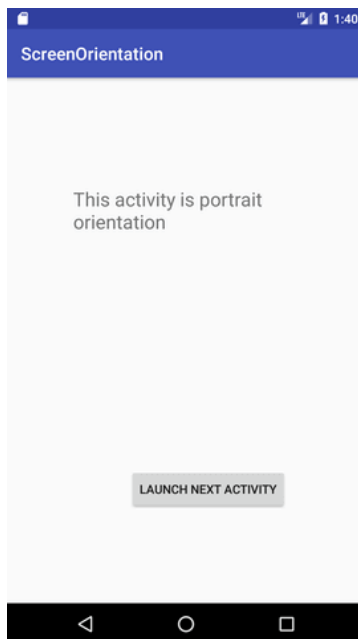 1:40
ScreenOrientation
This activity is portrait
orientation
LAUNCH NEXT ACTIVITY